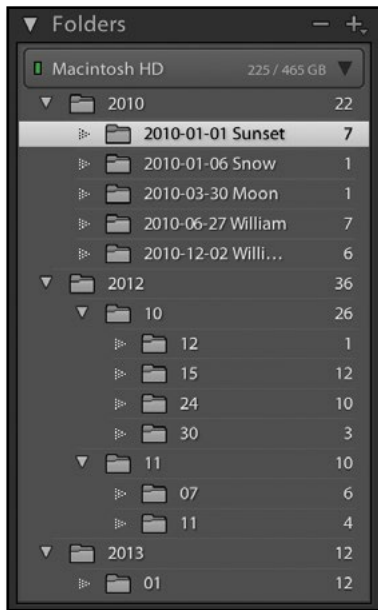 Folders
Macintosh HD 225 / 465 GB
2010 22
2010-01-01 Sunset 7
2010-01-06 Snow 1
2010-03-30 Moon 1
2010-06-27 William 7
2010-12-02 Willi... 6
2012 36
10 26
12 1
15 12
24 10
30 3
11 10
07 6
11 4
2013 12
01 12